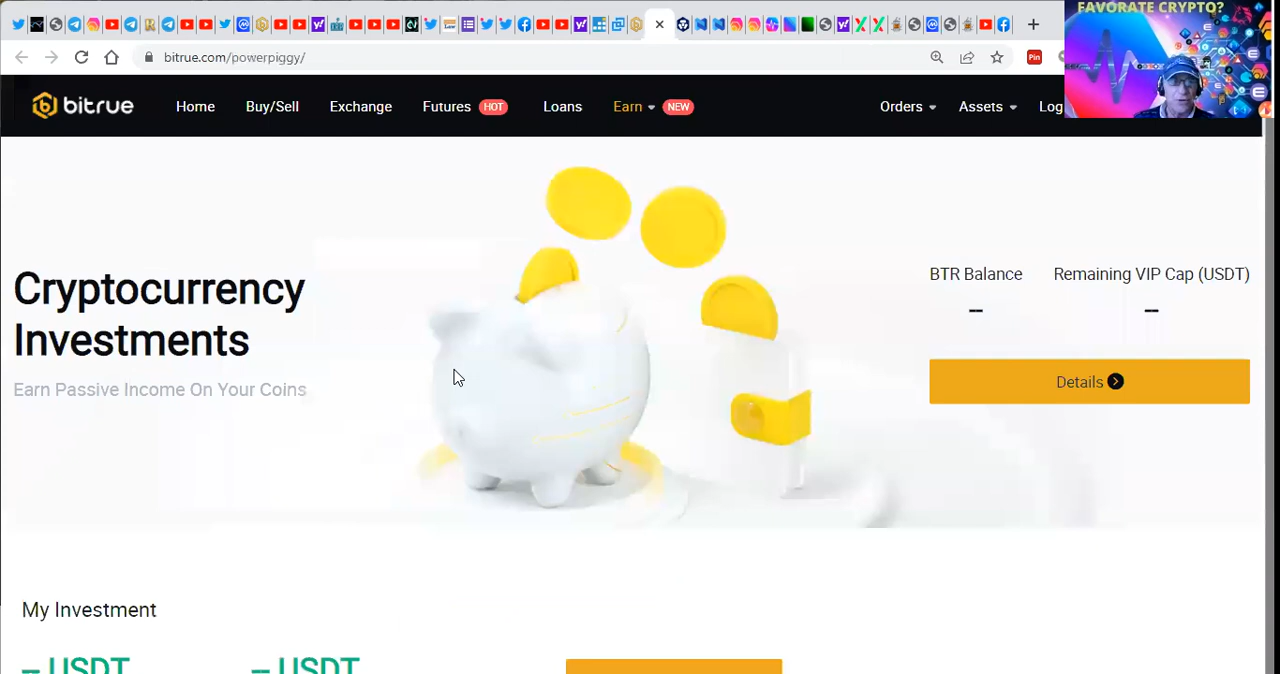 FAVORATE CRYPTO?
bitrue.com/powerpiggy/
Pin
bitrue
Home
Buy/Sell
Exchange
Futures HOT
Loans
Earn NEW
Orders
Assets
Log
Cryptocurrency
Investments
Earn Passive Income On Your Coins
BTR Balance
Remaining VIP Cap (USDT)
--
--
Details
My Investment
-- USDT
-- USDT